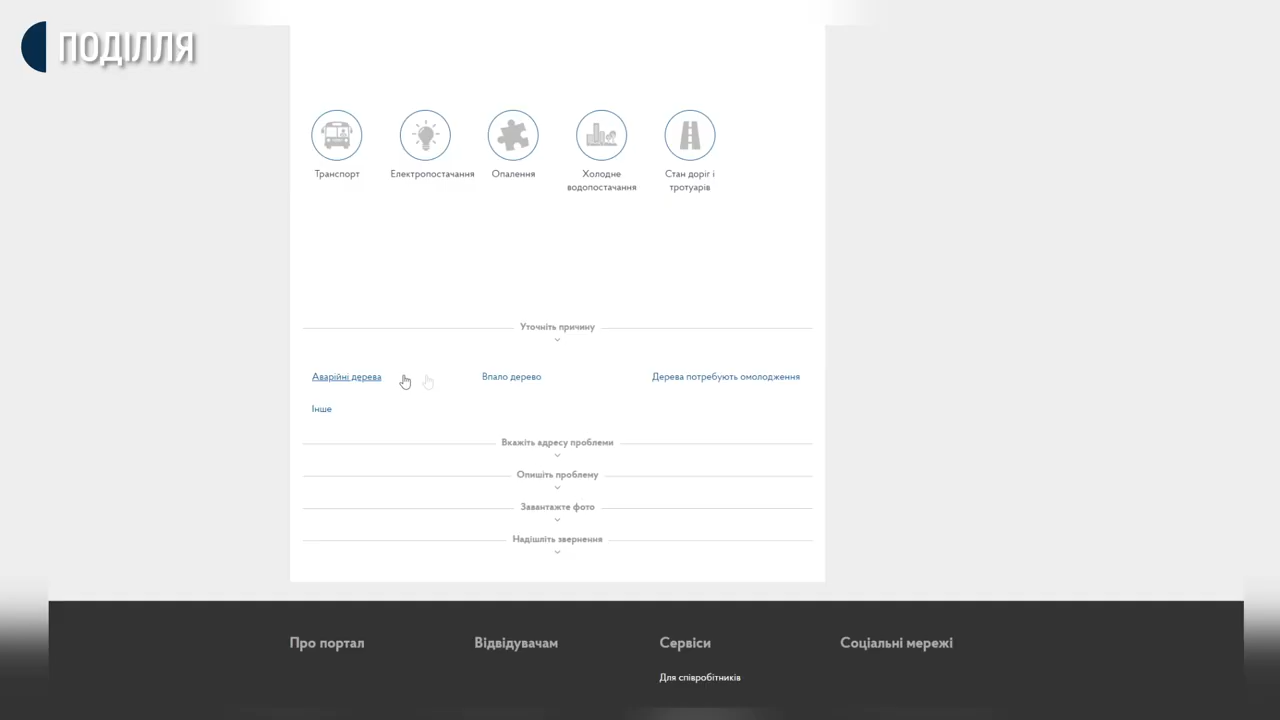 ПОДІЛЛЯ
Транспорт
Електропостачання
Опалення
Холодне
водопостачання
Стан доріг і
тротуарів
Уточніть причину
Аварійні дерева
Впало дерево
Дерева потребують омолодження
Інше
Вкажіть адресу проблеми
Опишіть проблему
Завантажте фото
Надішліть звернення
Про портал
Відвідувачам
Сервіси
Соціальні мережі
Для співробітників